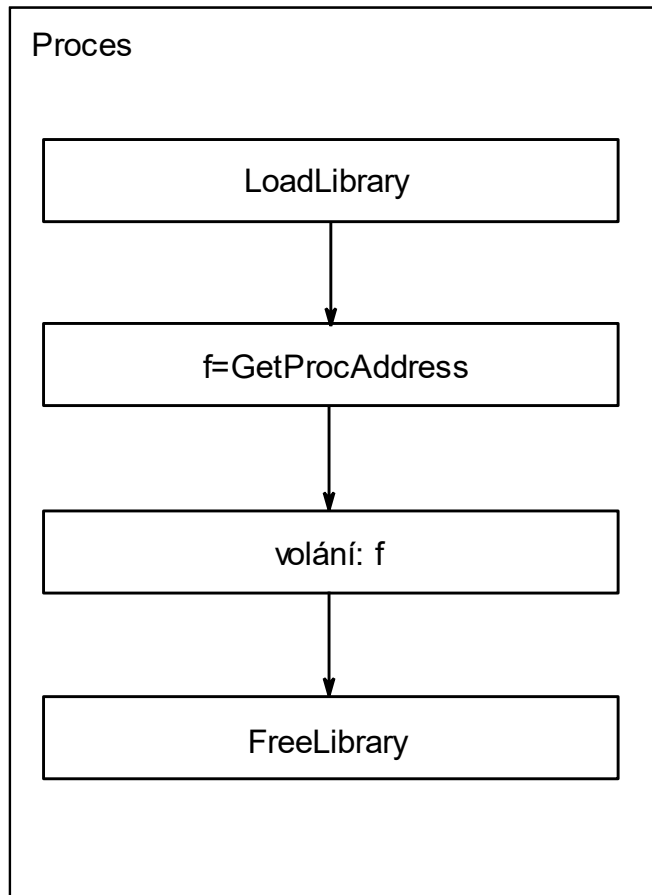 Proces
LoadLibrary
f=GetProcAddress
volání: f
FreeLibrary